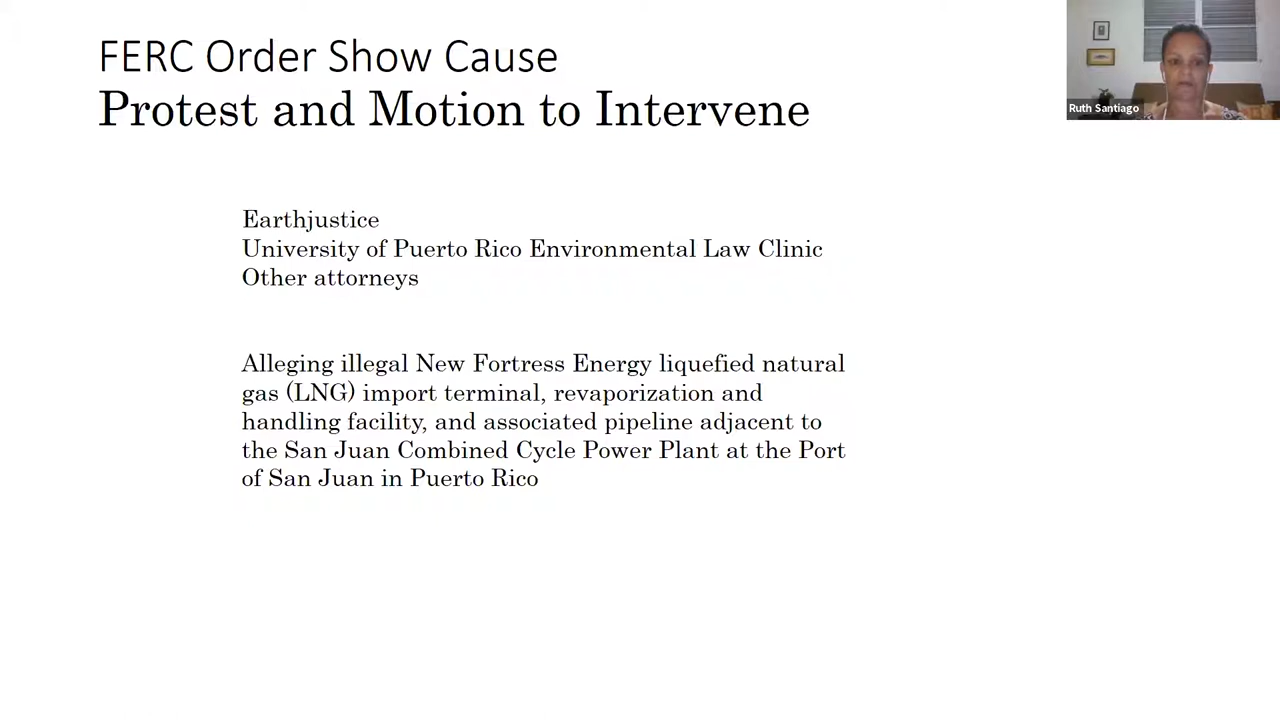 FERC Order Show Cause
Protest and Motion to Intervene
Ruth Santiago
Earthjustice
University of Puerto Rico Environmental Law Clinic
Other attorneys
Alleging illegal New Fortress Energy liquefied natural
gas (LNG) import terminal, revaporization and
handling facility, and associated pipeline adjacent to
the San Juan Combined Cycle Power Plant at the Port
of San Juan in Puerto Rico